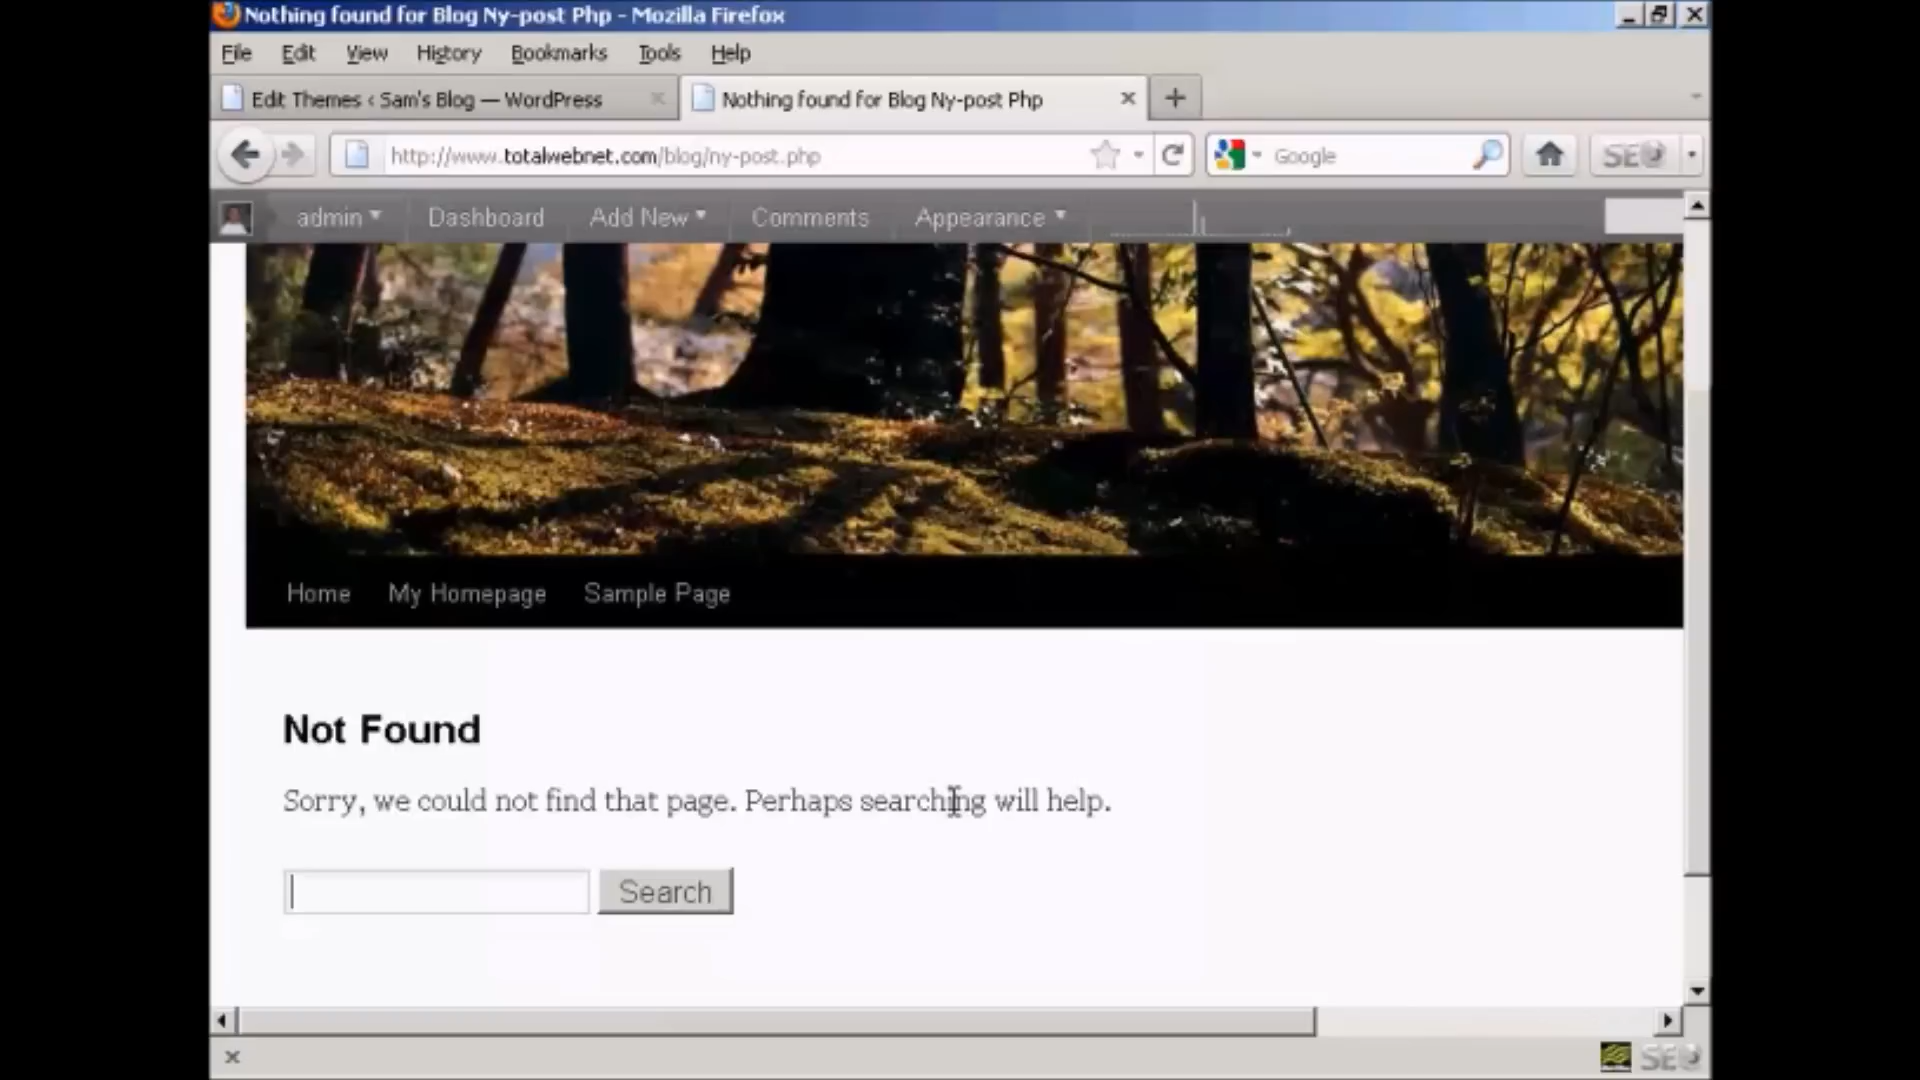 Nothing found for Blog Ny-post Php - Mozilla Firefox
File Edit View History Bookmarks Tools Help
Edit Themes ‹ Sam's Blog — WordPress
Nothing found for Blog Ny-post Php
http://www.totalwebnet.com/blog/ny-post.php
Google
SEO
admin Dashboard Add New Comments Appearance
Home My Homepage Sample Page
Not Found
Sorry, we could not find that page. Perhaps searching will help.
Search
SEO